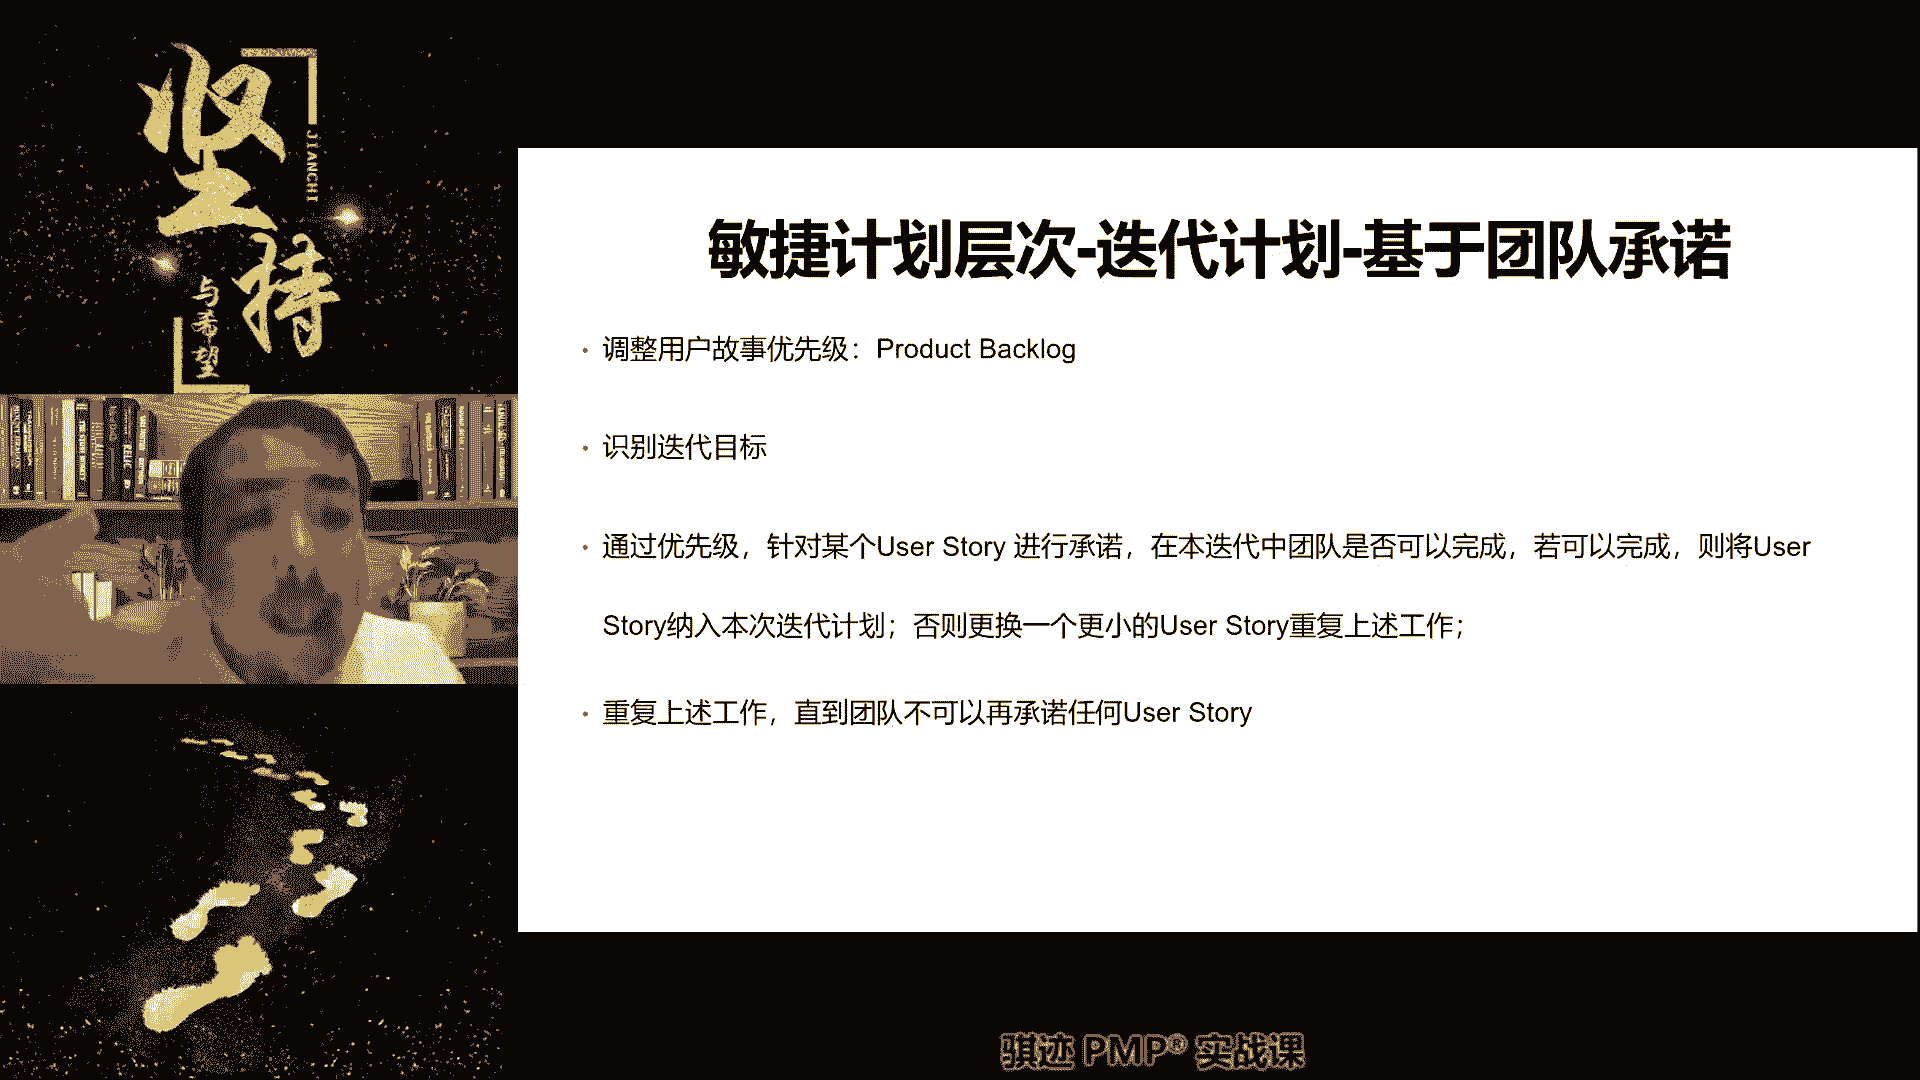 坚持
JIANCHI
与希望
敏捷计划层次-迭代计划-基于团队承诺
· 调整用户故事优先级：Product Backlog
· 识别迭代目标
· 通过优先级，针对某个User Story 进行承诺，在本迭代中团队是否可以完成，若可以完成，则将User
Story纳入本次迭代计划；否则更换一个更小的User Story重复上述工作；
· 重复上述工作，直到团队不可以再承诺任何User Story
骐迹 PMP® 实战课